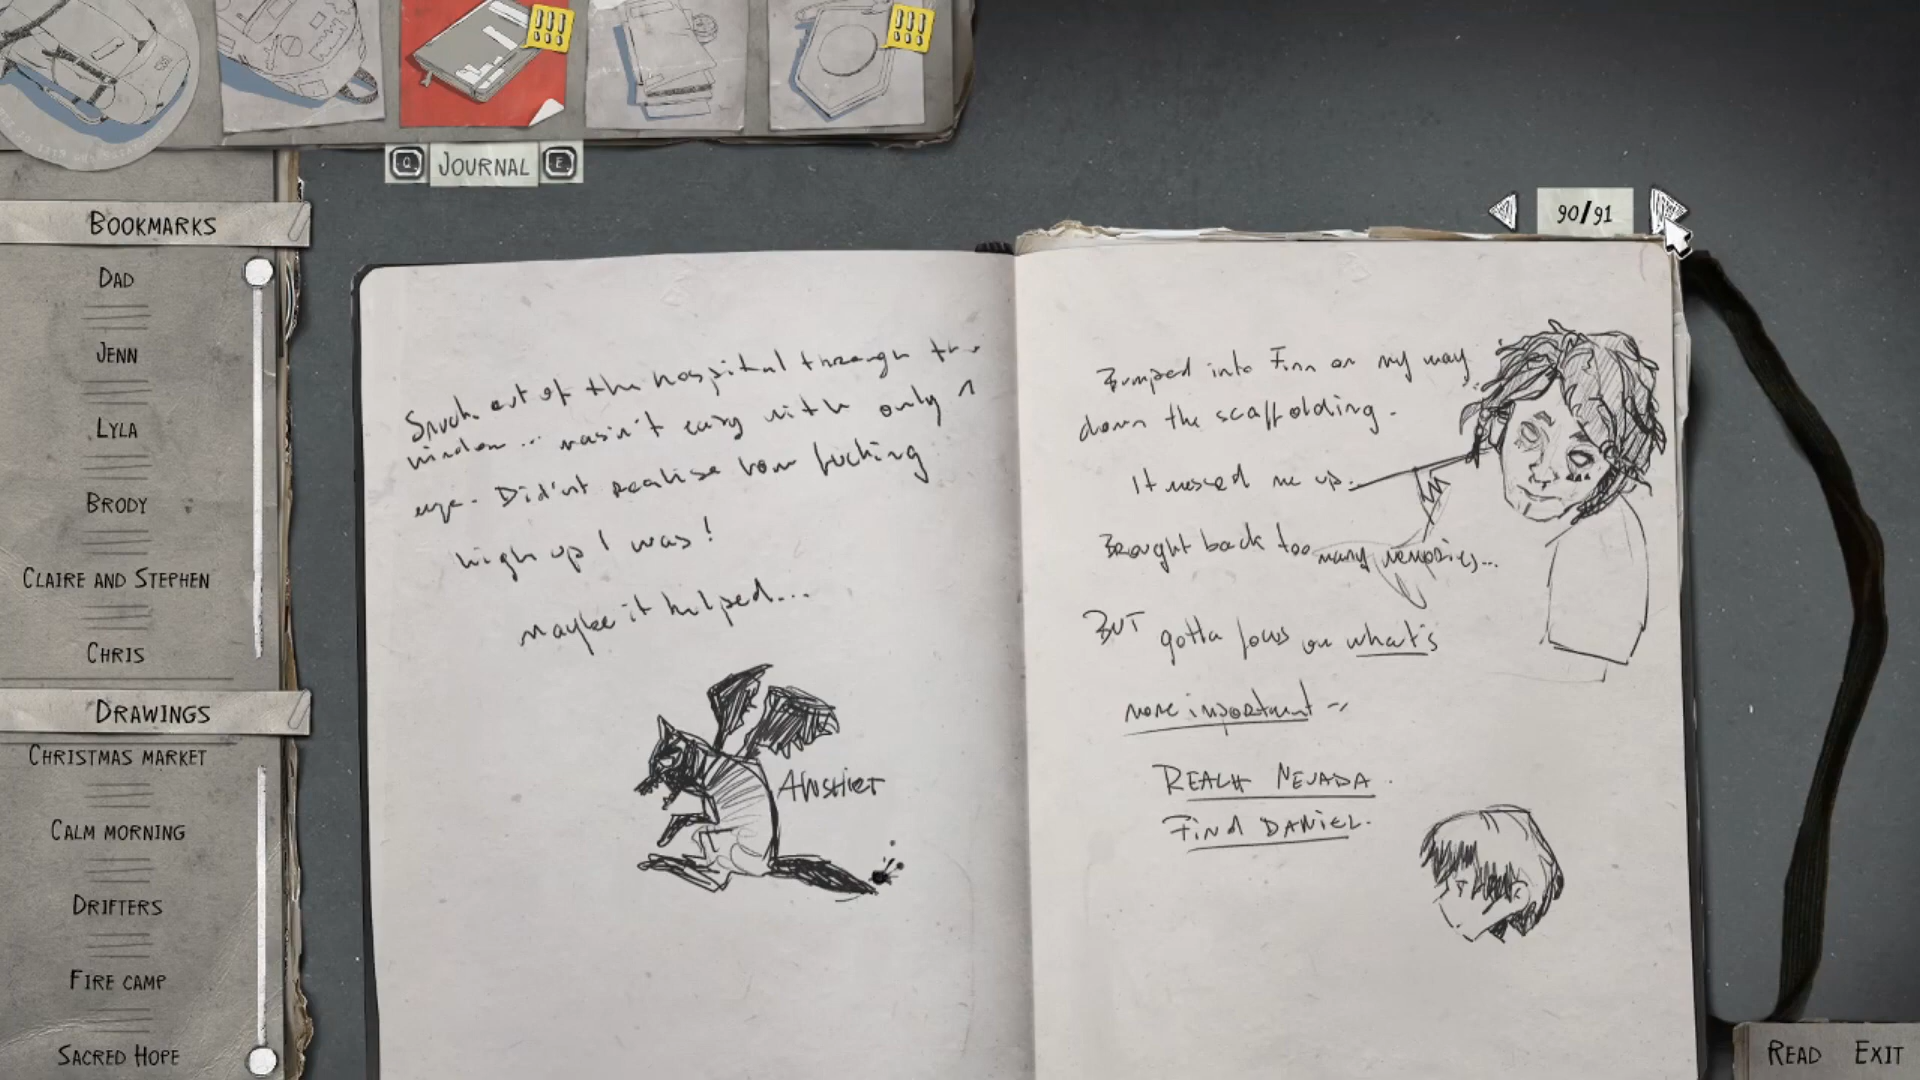 Q JOURNAL E
90/91
BOOKMARKS
DAD
JENN
LYLA
BRODY
CLAIRE AND STEPHEN
CHRIS
DRAWINGS
CHRISTMAS MARKET
CALM MORNING
DRIFTERS
FIRE CAMP
SACRED HOPE
Snuck out of the hospital through the
window... wasn't easy with only 1
eye. Did'nt realise how fucking
high up I was!
Maybe it helped...
Bumped into Finn on my way
down the scaffolding.
It messed me up.
Brought back too many memories...
BUT gotta focus on what's
more important --
REACH NEVADA.
Find DANIEL.
READ EXIT